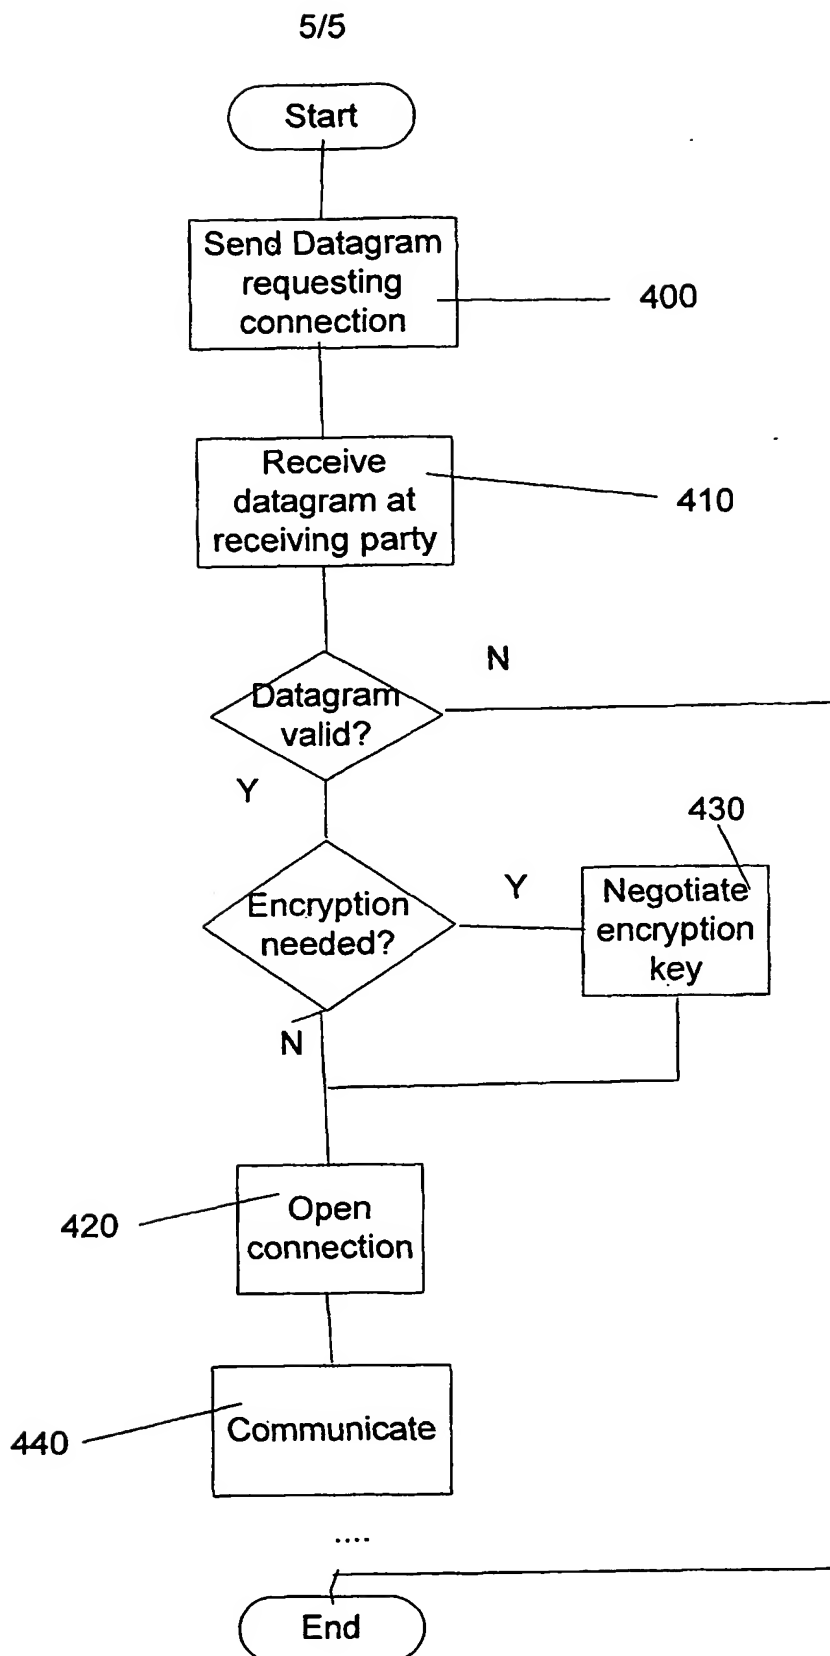 5/5
Start
Send Datagram
requesting
connection
400
Receive
datagram at
receiving party
410
N
Datagram
valid?
Y
430
Encryption
needed?
Y
Negotiate
encryption
key
N
420
Open
connection
440
Communicate
....
End